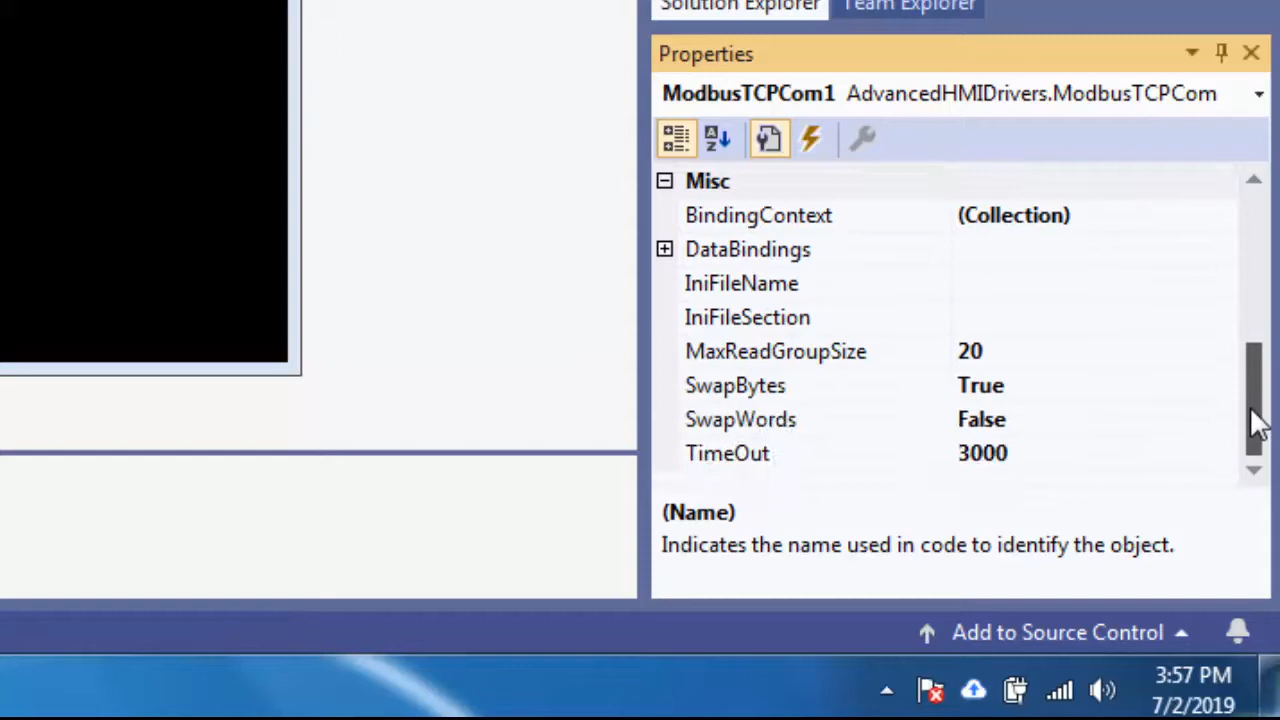 Solution Explorer Team Explorer
Properties
ModbusTCPCom1 AdvancedHMIDrivers.ModbusTCPCom
Misc
BindingContext (Collection)
DataBindings
IniFileName
IniFileSection
MaxReadGroupSize 20
SwapBytes True
SwapWords False
TimeOut 3000
(Name)
Indicates the name used in code to identify the object.
Add to Source Control
3:57 PM
7/2/2019